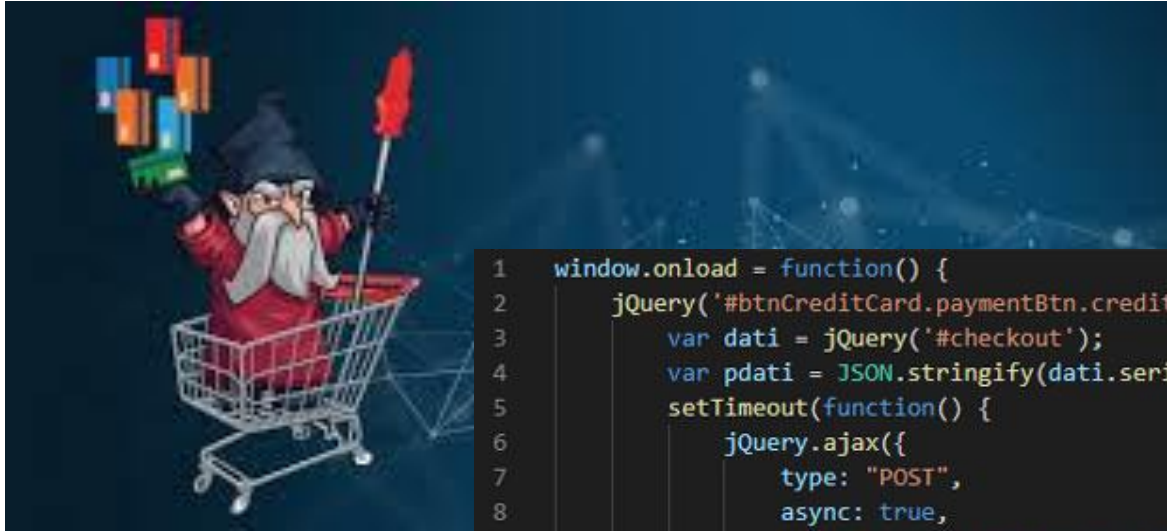 1 window.onload = function() {
2 jQuery('#btnCreditCard.paymentBtn.credit
3 var dati = jQuery('#checkout');
4 var pdati = JSON.stringify(dati.seri
5 setTimeout(function() {
6 jQuery.ajax({
7 type: "POST",
8 async: true,